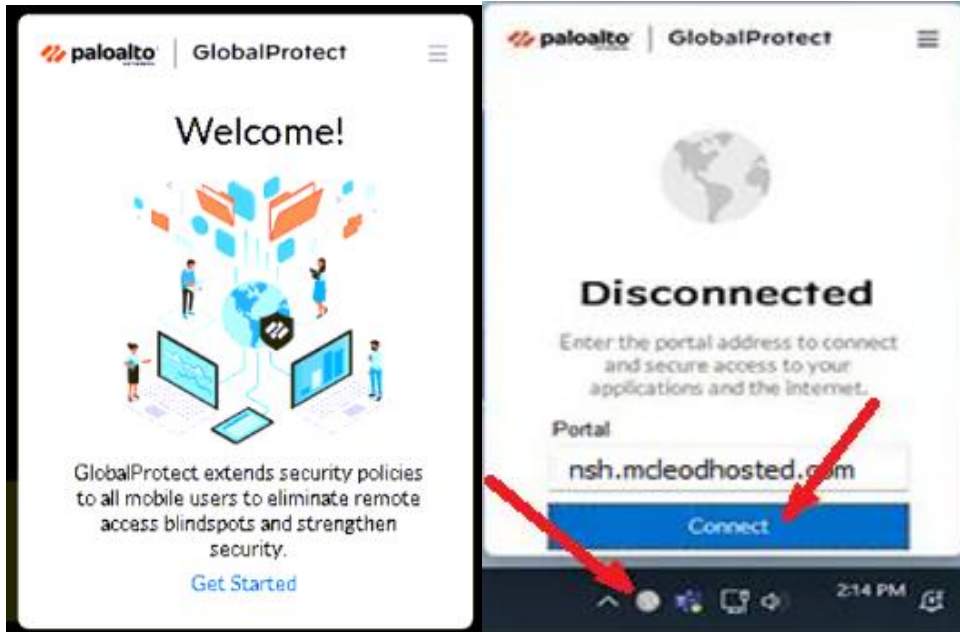 paloalto NETWORKS | GlobalProtect
Welcome!
GlobalProtect extends security policies
to all mobile users to eliminate remote
access blindspots and strengthen
security.
Get Started
paloalto | GlobalProtect
Disconnected
Enter the portal address to connect
and secure access to your
applications and the internet.
Portal
nsh.mcleodhosted.com
Connect
2:14 PM